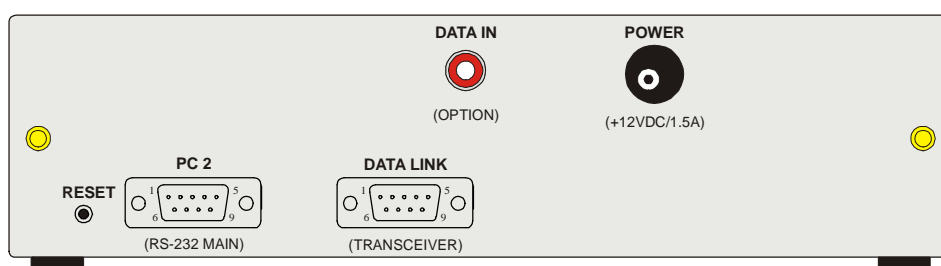 DATA IN
POWER
(OPTION)
(+12VDC/1.5A)
PC 2
DATA LINK
RESET
1 5
6 9
1 5
6 9
(RS-232 MAIN)
(TRANSCEIVER)